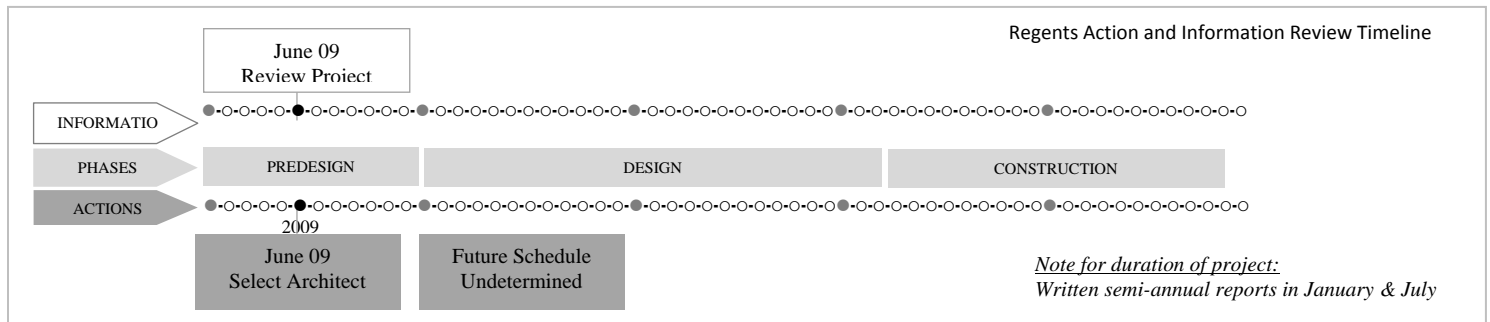 Regents Action and Information Review Timeline
June 09
Review Project
INFORMATIO
PHASES
PREDESIGN
DESIGN
CONSTRUCTION
ACTIONS
2009
June 09
Select Architect
Future Schedule
Undetermined
Note for duration of project:
Written semi-annual reports in January & July